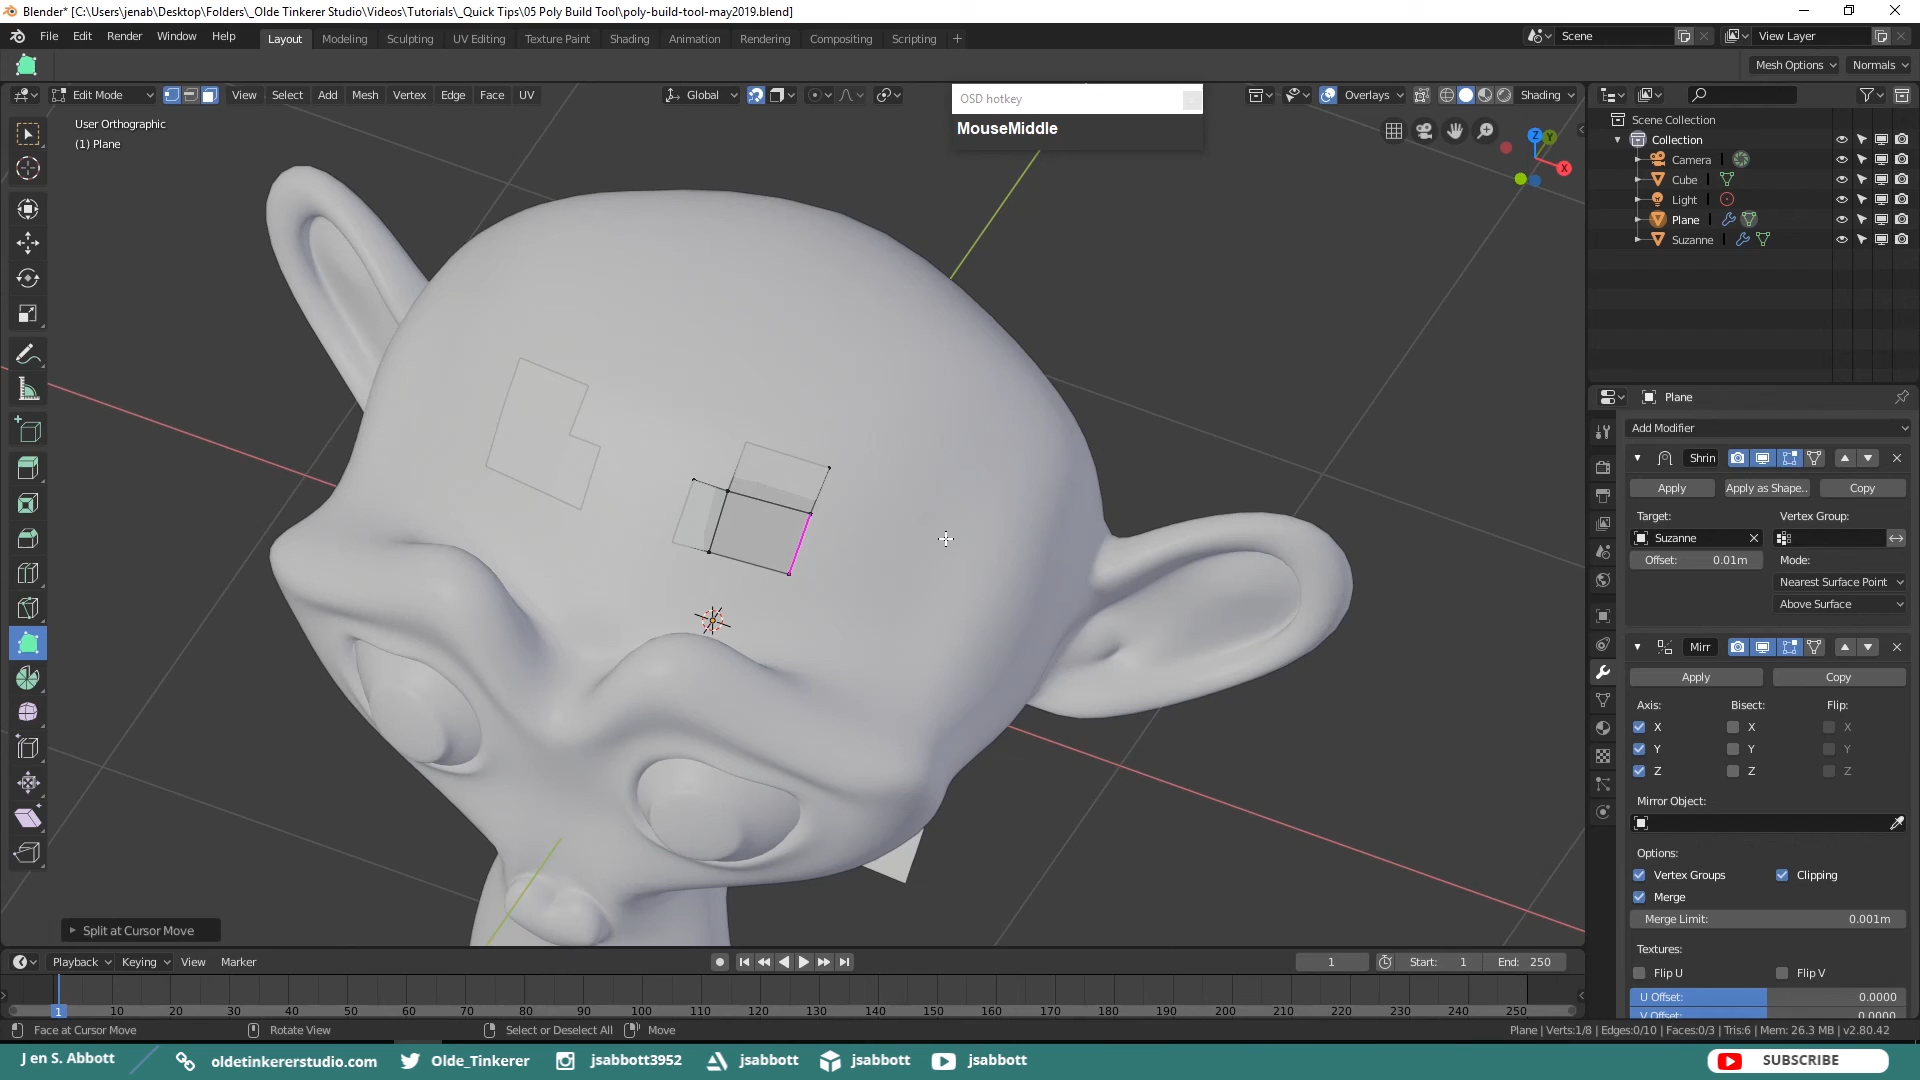 Blender* [C:\Users\jenab\Desktop\Folders\_Olde Tinkerer Studio\Videos\Tutorials\_Quick Tips\05 Poly Build Tool\poly-build-tool-may2019.blend]
File Edit Render Window Help Layout Modeling Sculpting UV Editing Texture Paint Shading Animation Rendering Compositing Scripting + Scene View Layer
Mesh Options Normals
Edit Mode View Select Add Mesh Vertex Edge Face UV Global Overlays Shading
OSD hotkey
MouseMiddle
User Orthographic
(1) Plane
Z Y X
Scene Collection
Collection
Camera
Cube
Light
Plane
Suzanne
Plane
Add Modifier
Shrin
Apply Apply as Shape.. Copy
Target: Vertex Group:
Suzanne
Offset: 0.01m Mode:
Nearest Surface Point
Above Surface
Mirr
Apply Copy
Axis: Bisect: Flip:
X X X
Y Y Y
Z Z Z
Mirror Object:
Options:
Vertex Groups Clipping
Merge
Merge Limit: 0.001m
Textures:
Flip U Flip V
U Offset: 0.0000
V Offset: 0.0000
Split at Cursor Move
Playback Keying View Marker 1 Start: 1 End: 250
1 10 20 30 40 50 60 70 80 90 100 110 120 130 140 150 160 170 180 190 200 210 220 230 240 250
Face at Cursor Move Rotate View Select or Deselect All Move Plane | Verts:1/8 | Edges:0/10 | Faces:0/3 | Tris:6 | Mem: 26.3 MB | v2.80.42
J en S. Abbott oldetinkererstudio.com Olde_Tinkerer jsabbott3952 jsabbott jsabbott jsabbott SUBSCRIBE